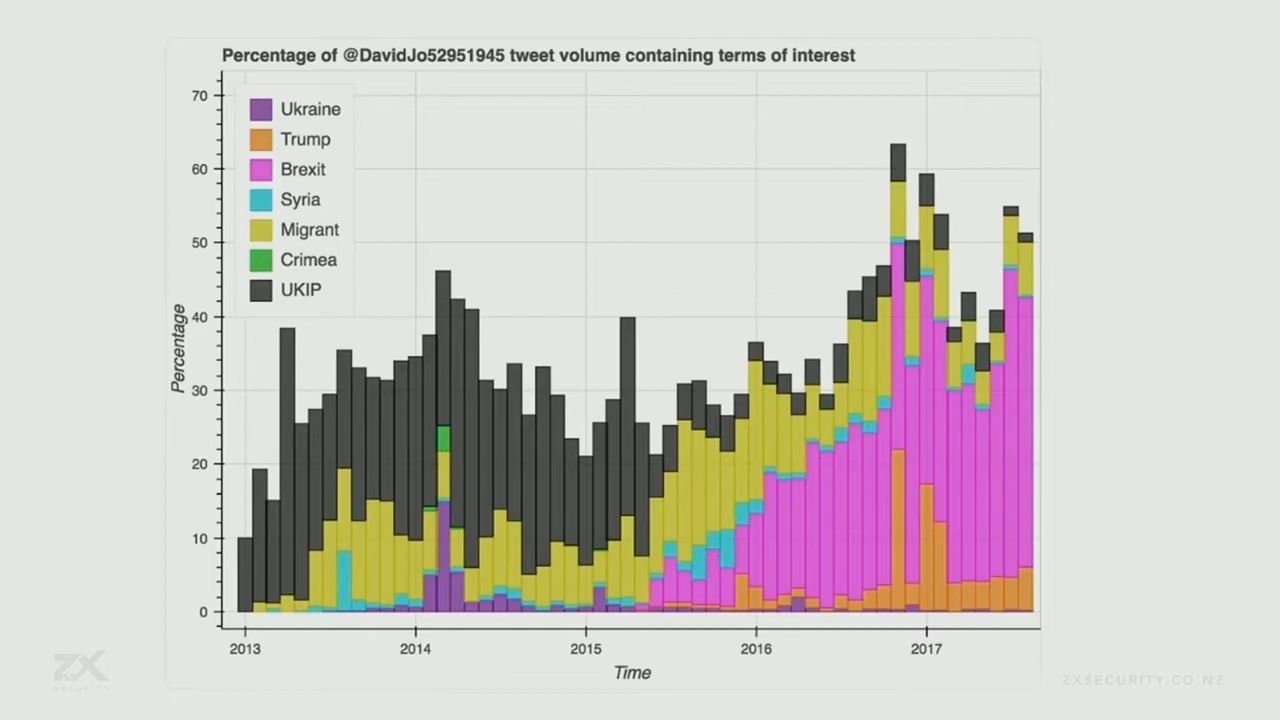 Percentage of @DavidJo52951945 tweet volume containing terms of interest
70
60
50
40
30
20
10
0
Percentage
Ukraine
Trump
Brexit
Syria
Migrant
Crimea
UKIP
2013 2014 2015 2016 2017
Time
ZX
SECURITY
ZXSECURITY.CO.NZ